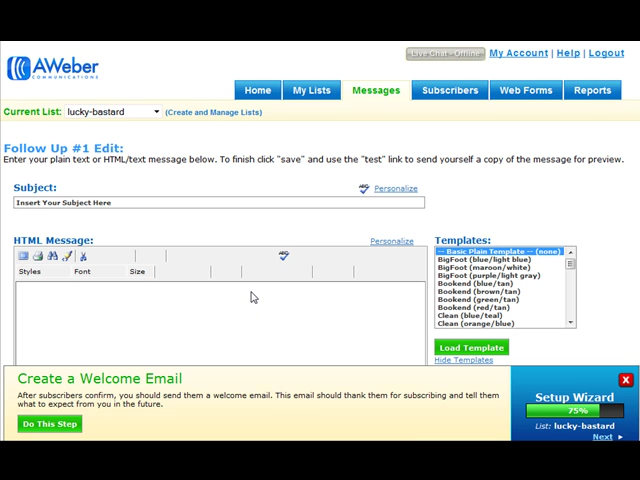 Live Chat - Offline
My Account | Help | Logout
AWeber
COMMUNICATIONS
Home
My Lists
Messages
Subscribers
Web Forms
Reports
Current List: lucky-bastard (Create and Manage Lists)
Follow Up #1 Edit:
Enter your plain text or HTML/text message below. To finish click "save" and use the "test" link to send yourself a copy of the message for preview.
Subject: Personalize
Insert Your Subject Here
HTML Message: Personalize
Styles Font Size
Templates:
-- Basic Plain Template -- (none)
BigFoot (blue/light blue)
BigFoot (maroon/white)
BigFoot (purple/light gray)
Bookend (blue/tan)
Bookend (brown/tan)
Bookend (green/tan)
Bookend (red/tan)
Clean (blue/teal)
Clean (orange/blue)
Load Template
Hide Templates
Create a Welcome Email
After subscribers confirm, you should send them a welcome email. This email should thank them for subscribing and tell them
what to expect from you in the future.
Do This Step
X
Setup Wizard
75%
List: lucky-bastard
Next